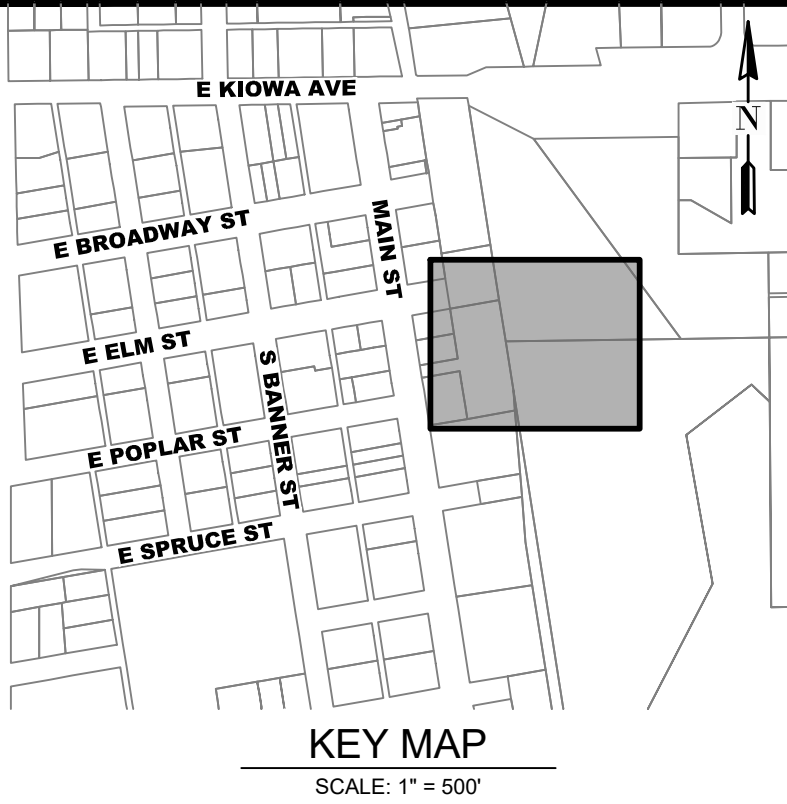 E KIOWA AVE
N
E BROADWAY ST
MAIN ST
E ELM ST
S BANNER ST
E POPLAR ST
E SPRUCE ST
KEY MAP
SCALE: 1" = 500'